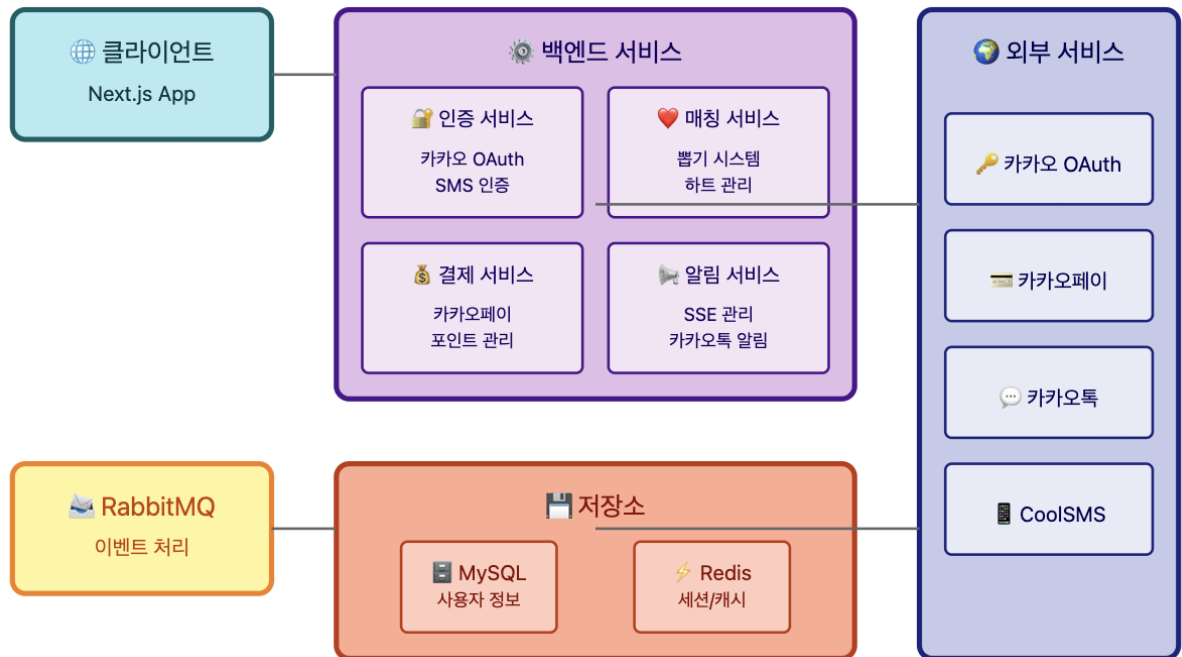 클라이언트
Next.js App
백엔드 서비스
인증 서비스
카카오 OAuth
SMS 인증
매칭 서비스
뽑기 시스템
하트 관리
결제 서비스
카카오페이
포인트 관리
알림 서비스
SSE 관리
카카오톡 알림
외부 서비스
카카오 OAuth
카카오페이
카카오톡
CoolSMS
RabbitMQ
이벤트 처리
저장소
MySQL
사용자 정보
Redis
세션/캐시